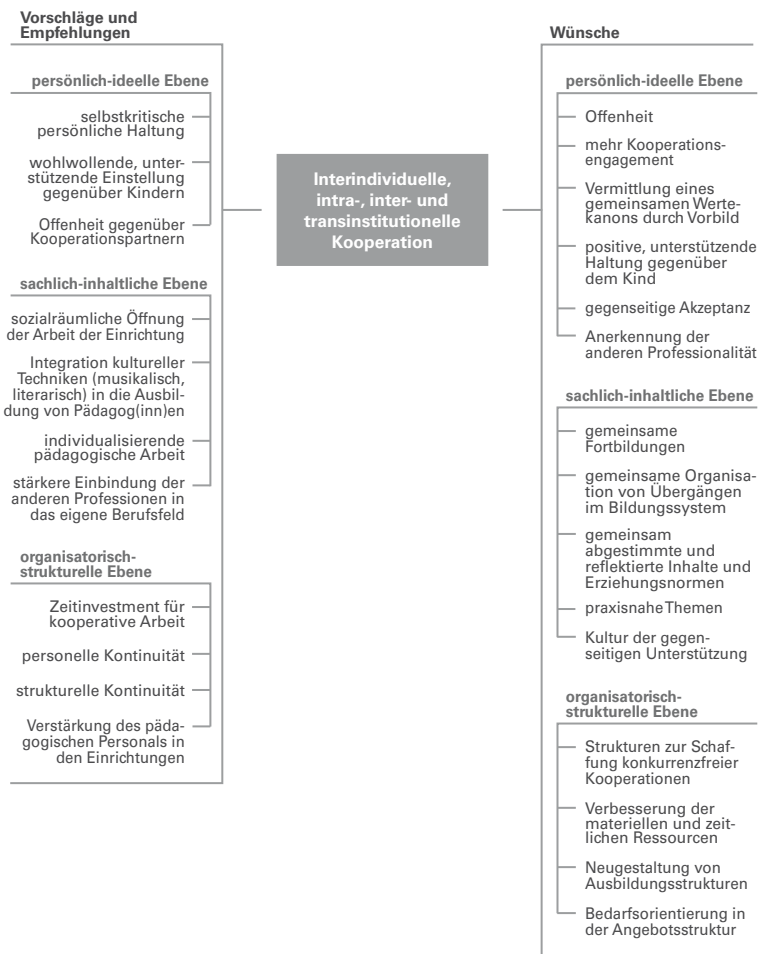 Vorschläge und
Empfehlungen
persönlich-ideelle Ebene
selbstkritische
persönliche Haltung
wohlwollende, unter-
stützende Einstellung
gegenüber Kindern
Offenheit gegenüber
Kooperationspartnern
sachlich-inhaltliche Ebene
sozialräumliche Öffnung
der Arbeit der Einrichtung
Integration kultureller
Techniken (musikalisch,
literarisch) in die Ausbil-
dung von Pädagog(inn)en
individualisierende
pädagogische Arbeit
stärkere Einbindung der
anderen Professionen in
das eigene Berufsfeld
organisatorisch-
strukturelle Ebene
Zeitinvestment für
kooperative Arbeit
personelle Kontinuität
strukturelle Kontinuität
Verstärkung des päda-
gogischen Personals in
den Einrichtungen
Interindividuelle,
intra-, inter- und
transinstitutionelle
Kooperation
Wünsche
persönlich-ideelle Ebene
Offenheit
mehr Kooperations-
engagement
Vermittlung eines
gemeinsamen Werte-
kanons durch Vorbild
positive, unterstützende
Haltung gegenüber
dem Kind
gegenseitige Akzeptanz
Anerkennung der
anderen Professionalität
sachlich-inhaltliche Ebene
gemeinsame
Fortbildungen
gemeinsame Organisa-
tion von Übergängen
im Bildungssystem
gemeinsam
abgestimmte und
reflektierte Inhalte und
Erziehungsnormen
praxisnahe Themen
Kultur der gegen-
seitigen Unterstützung
organisatorisch-
strukturelle Ebene
Strukturen zur Schaf-
fung konkurrenzfreier
Kooperationen
Verbesserung der
materiellen und zeit-
lichen Ressourcen
Neugestaltung von
Ausbildungsstrukturen
Bedarfsorientierung in
der Angebotsstruktur